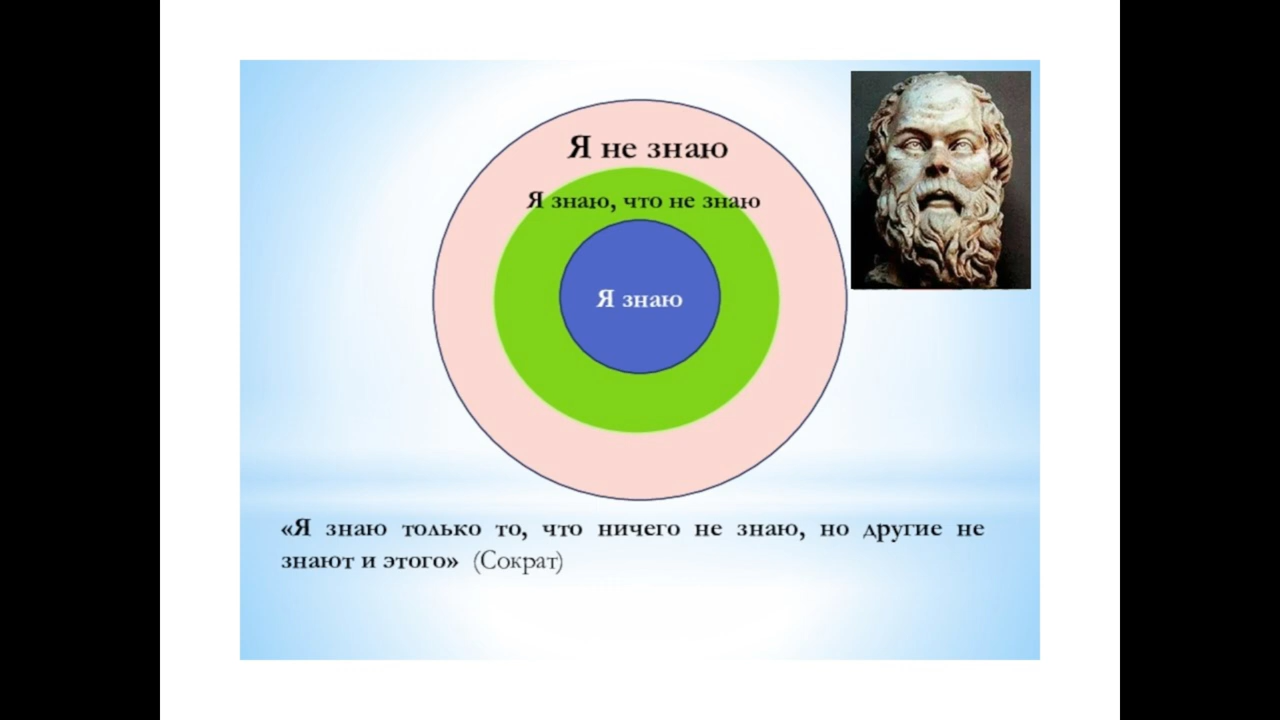 Я не знаю
Я знаю, что не знаю
Я знаю
«Я знаю только то, что ничего не знаю, но другие не
знают и этого» (Сократ)